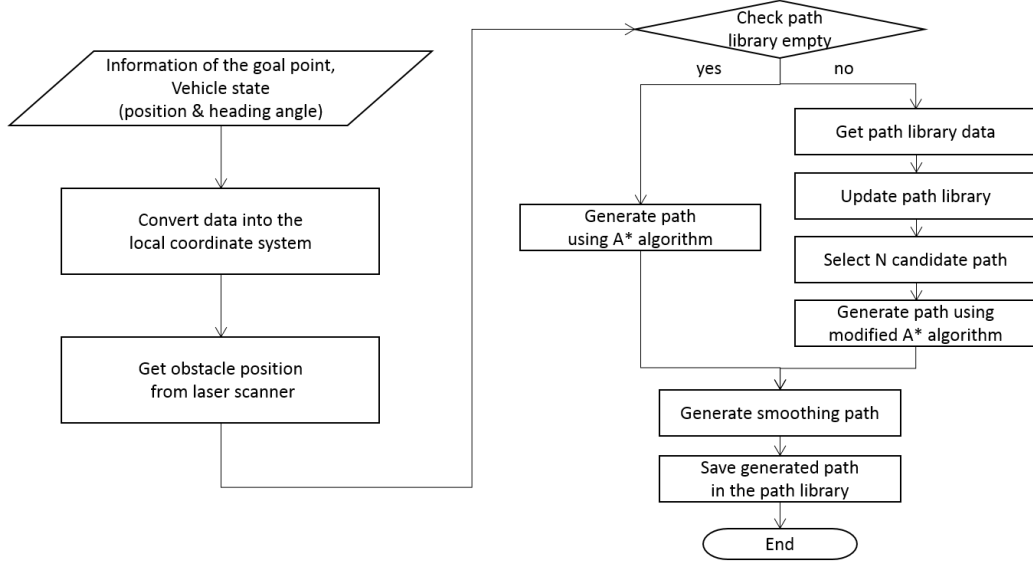 Information of the goal point,
Vehicle state
(position & heading angle)
Convert data into the
local coordinate system
Get obstacle position
from laser scanner
Check path
library empty
yes
no
Generate path
using A* algorithm
Get path library data
Update path library
Select N candidate path
Generate path using
modified A* algorithm
Generate smoothing path
Save generated path
in the path library
End